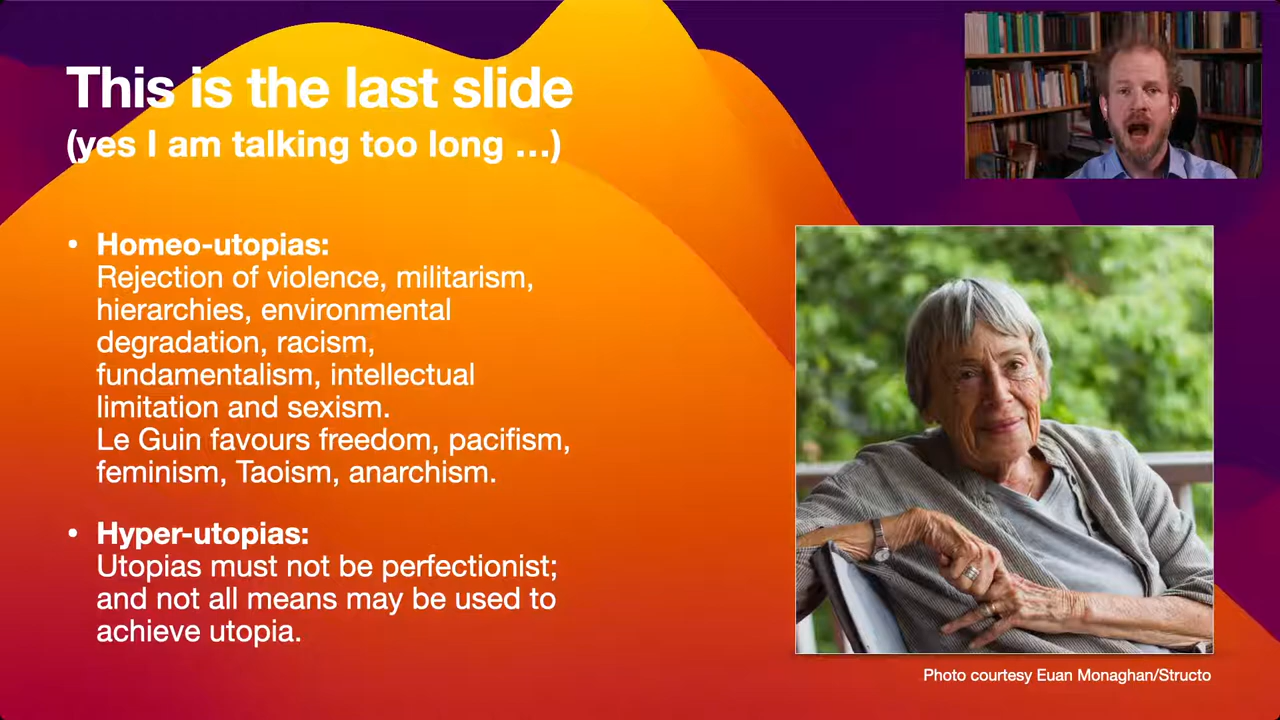 This is the last slide
(yes I am talking too long ...)
• Homeo-utopias:
Rejection of violence, militarism,
hierarchies, environmental
degradation, racism,
fundamentalism, intellectual
limitation and sexism.
Le Guin favours freedom, pacifism,
feminism, Taoism, anarchism.
• Hyper-utopias:
Utopias must not be perfectionist;
and not all means may be used to
achieve utopia.
Photo courtesy Euan Monaghan/Structo